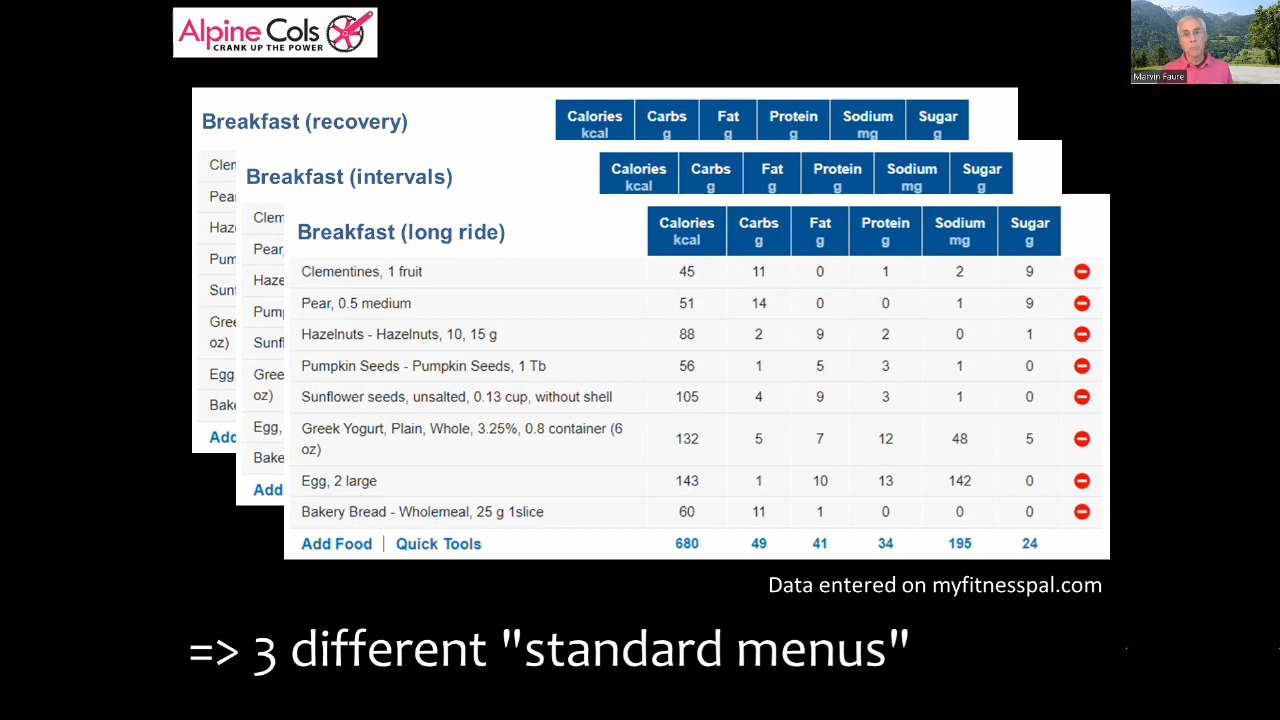 Alpine Cols
CRANK UP THE POWER
Marvin Faure
Breakfast (recovery)
Calories Carbs Fat Protein Sodium Sugar
kcal g g g mg g
Breakfast (intervals)
Calories Carbs Fat Protein Sodium Sugar
kcal g g g mg g
Breakfast (long ride)
Calories Carbs Fat Protein Sodium Sugar
kcal g g g mg g
Clementines, 1 fruit 45 11 0 1 2 9
Pear, 0.5 medium 51 14 0 0 1 9
Hazelnuts - Hazelnuts, 10, 15 g 88 2 9 2 0 1
Pumpkin Seeds - Pumpkin Seeds, 1 Tb 56 1 5 3 1 0
Sunflower seeds, unsalted, 0.13 cup, without shell 105 4 9 3 1 0
Greek Yogurt, Plain, Whole, 3.25%, 0.8 container (6
oz) 132 5 7 12 48 5
Egg, 2 large 143 1 10 13 142 0
Bakery Bread - Wholemeal, 25 g 1slice 60 11 1 0 0 0
Add Food | Quick Tools 680 49 41 34 195 24
Data entered on myfitnesspal.com
=> 3 different "standard menus"